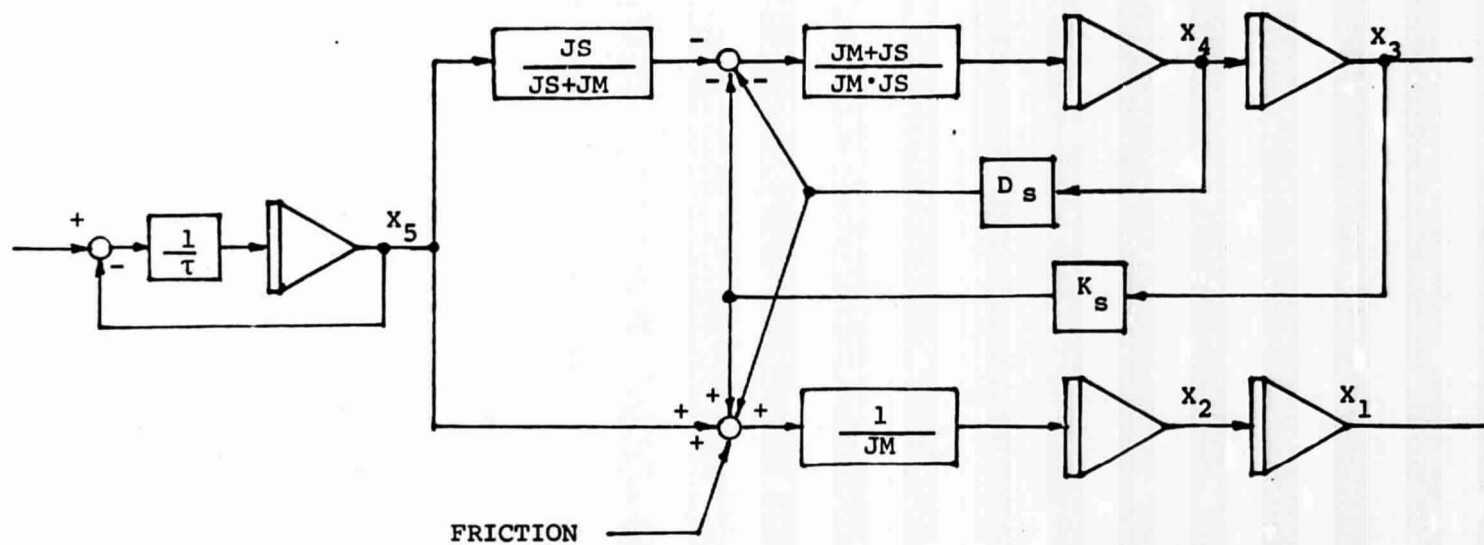 JS
JS+JM
-
-
-
JM+JS
JM·JS
X4
X3
Ds
+
-
1
τ
X5
Ks
+
+
+
+
1
JM
X2
X1
FRICTION